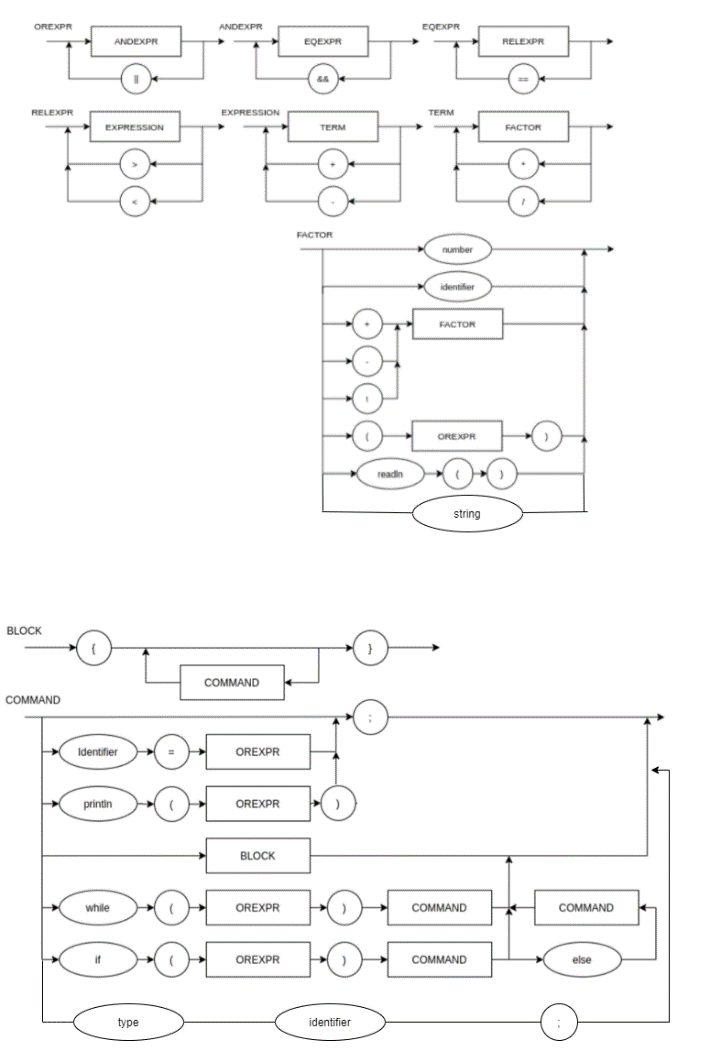 OREXPR ANDEXPR EQEXPR
ANDEXPR EQEXPR RELEXPR
|| && ==
RELEXPR EXPRESSION TERM
EXPRESSION TERM FACTOR
> + *
< - /
FACTOR
number
identifier
+ FACTOR
-
!
( OREXPR )
readln ( )
string
BLOCK
{ }
COMMAND
COMMAND
;
Identifier = OREXPR
println ( OREXPR )
BLOCK
while ( OREXPR ) COMMAND COMMAND
if ( OREXPR ) COMMAND else
type identifier ;